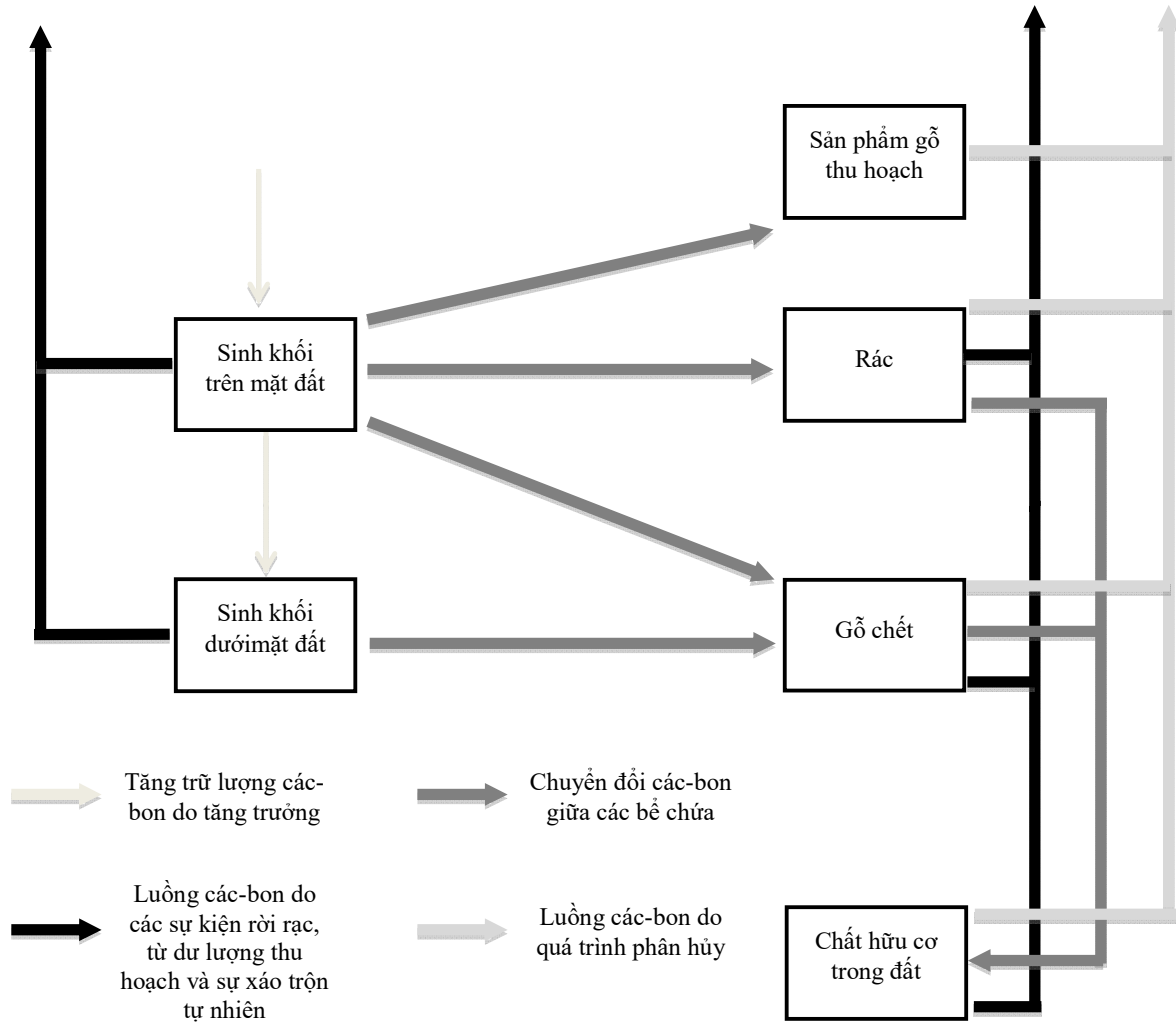 Sản phẩm gỗ
thu hoạch
Sinh khối
trên mặt đất
Rác
Sinh khối
dướimặt đất
Gỗ chết
Tăng trữ lượng các-
bon do tăng trưởng
Chuyển đổi các-bon
giữa các bể chứa
Luồng các-bon do
các sự kiện rời rạc,
từ dư lượng thu
hoạch và sự xáo trộn
tự nhiên
Luồng các-bon do
quá trình phân hủy
Chất hữu cơ
trong đất